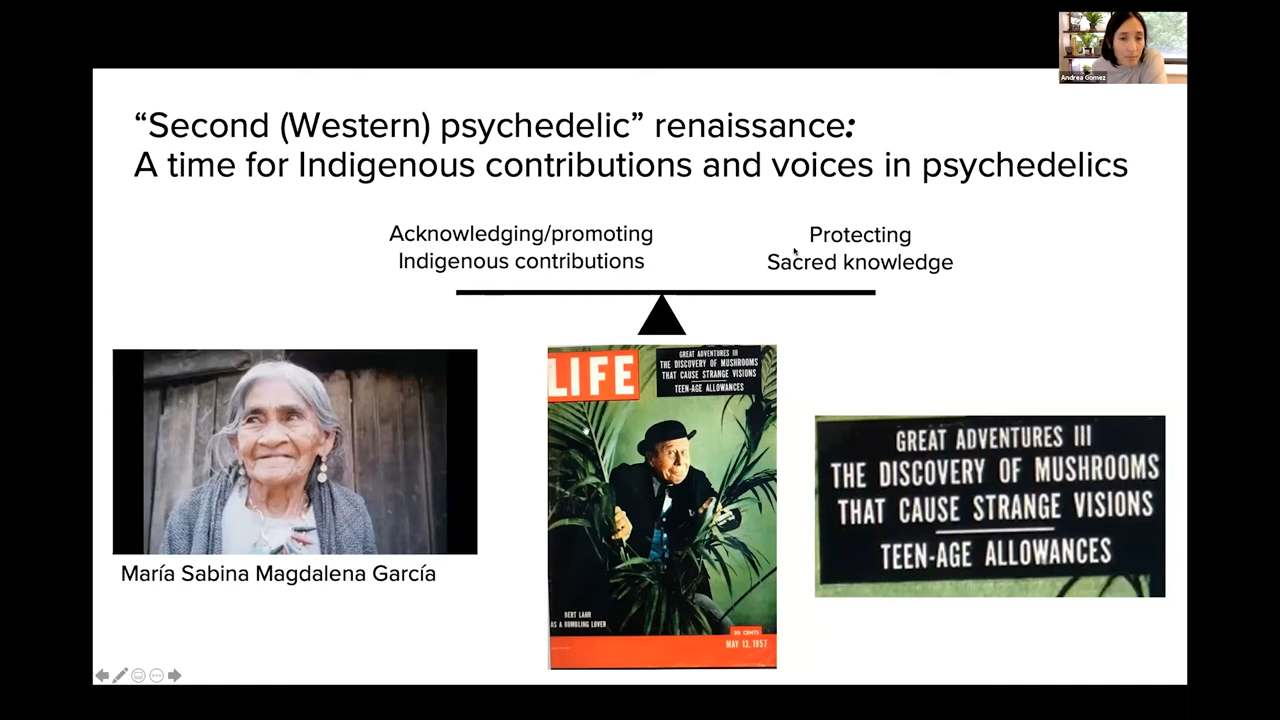 Andrea Gomez
“Second (Western) psychedelic” renaissance:
A time for Indigenous contributions and voices in psychedelics
Acknowledging/promoting
Indigenous contributions
Protecting
Sacred knowledge
María Sabina Magdalena García
LIFE
GREAT ADVENTURES III
THE DISCOVERY OF MUSHROOMS
THAT CAUSE STRANGE VISIONS
TEEN-AGE ALLOWANCES
BERT LAHR
AS A BUMBLING LOVER
20 CENTS
MAY 13, 1957
GREAT ADVENTURES III
THE DISCOVERY OF MUSHROOMS
THAT CAUSE STRANGE VISIONS
TEEN-AGE ALLOWANCES